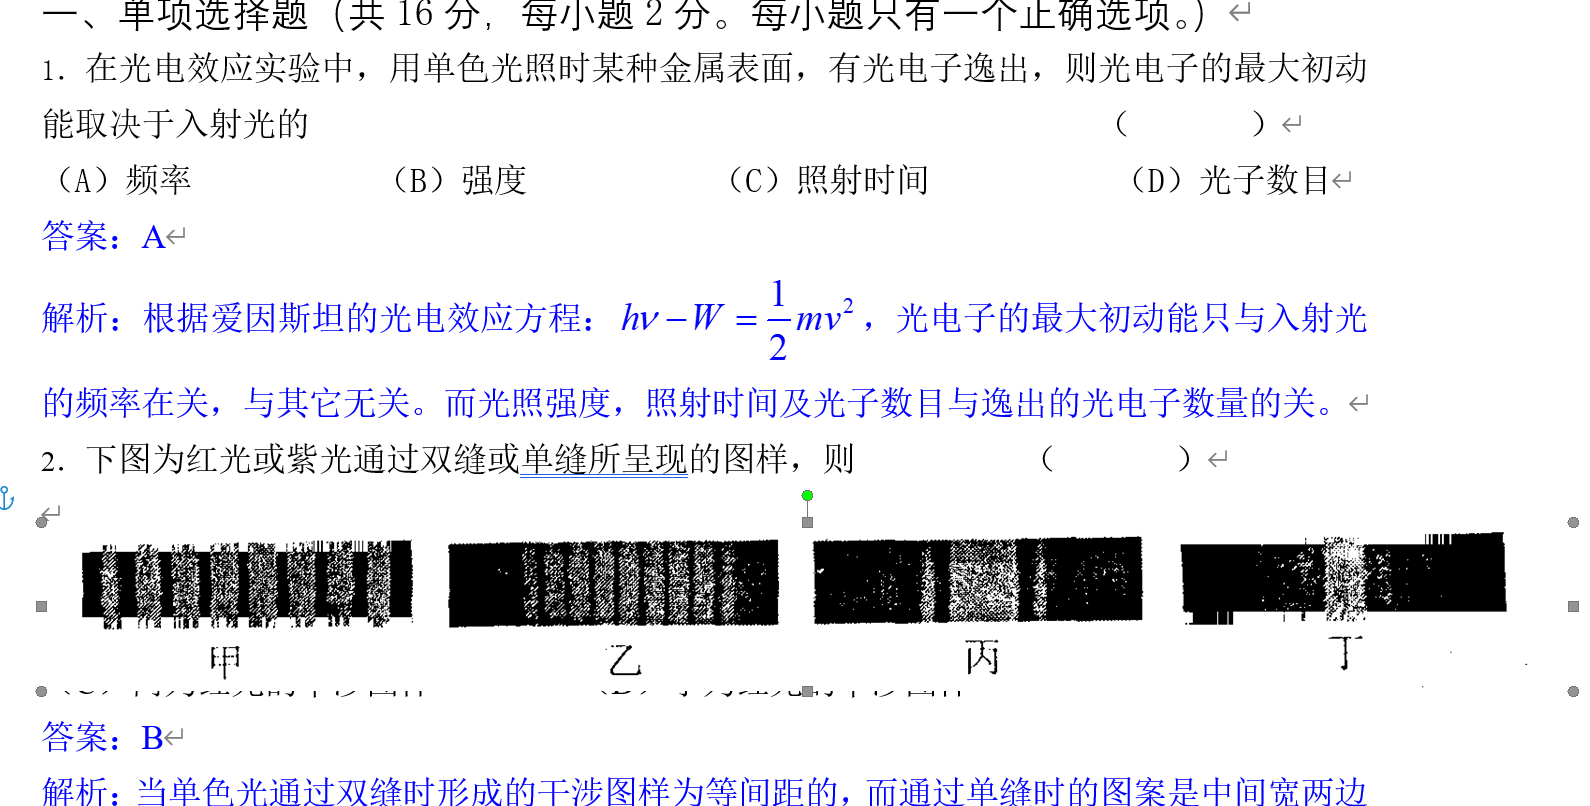 一、单项选择题（共 16 分，每小题 2 分。每小题只有一个正确选项。）
1．在光电效应实验中，用单色光照时某种金属表面，有光电子逸出，则光电子的最大初动
能取决于入射光的 （ ）
（A）频率 （B）强度 （C）照射时间 （D）光子数目
答案：A
解析：根据爱因斯坦的光电效应方程：hν－W＝1/2 mv²，光电子的最大初动能只与入射光
的频率在关，与其它无关。而光照强度，照射时间及光子数目与逸出的光电子数量的关。
2．下图为红光或紫光通过双缝或单缝所呈现的图样，则 （ ）
甲 乙 丙 丁
答案：B
解析：当单色光通过双缝时形成的干涉图样为等间距的，而通过单缝时的图案是中间宽两边